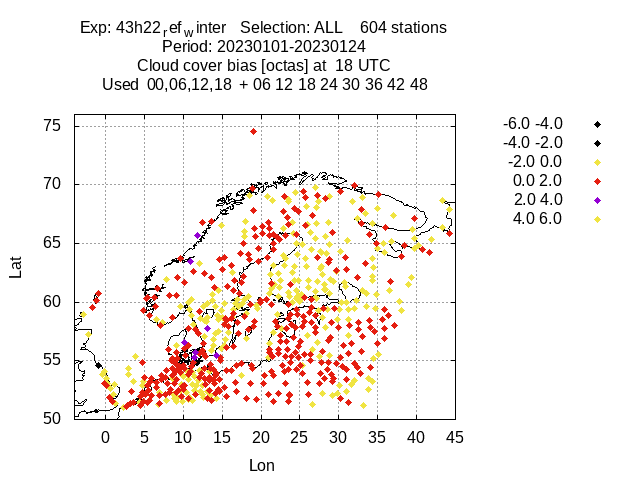 Exp: 43h22ref winter Selection: ALL 604 stations
Period: 20230101-20230124
Cloud cover bias [octas] at 18 UTC
Used 00,06,12,18 + 06 12 18 24 30 36 42 48
-6.0 -4.0
-4.0 -2.0
-2.0 0.0
0.0 2.0
2.0 4.0
4.0 6.0
75
70
65
60
55
50
Lat
0 5 10 15 20 25 30 35 40 45
Lon